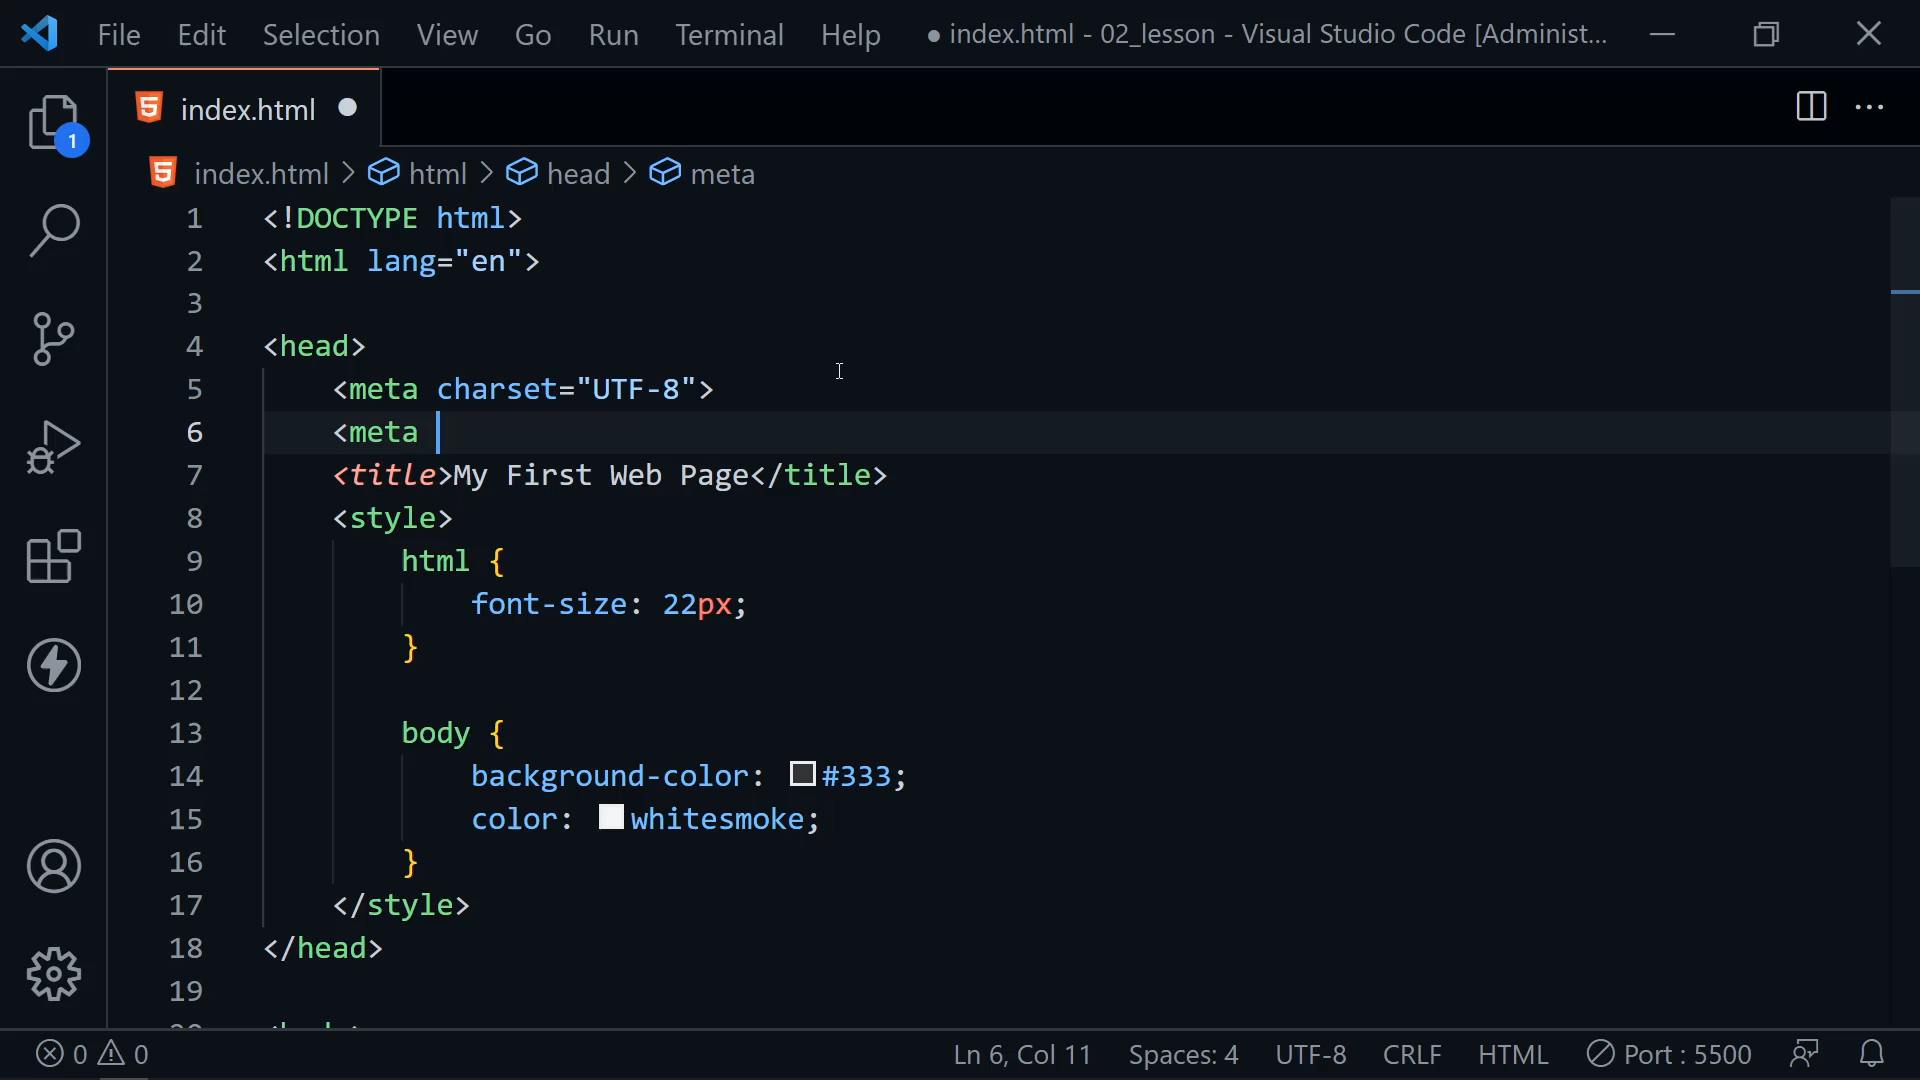 File Edit Selection View Go Run Terminal Help ● index.html - 02_lesson - Visual Studio Code [Administ...
index.html ●
1
index.html > html > head > meta
1 <!DOCTYPE html>
2 <html lang="en">
3
4 <head>
5 <meta charset="UTF-8">
6 <meta
7 <title>My First Web Page</title>
8 <style>
9 html {
10 font-size: 22px;
11 }
12
13 body {
14 background-color: #333;
15 color: whitesmoke;
16 }
17 </style>
18 </head>
19
0 0 Ln 6, Col 11 Spaces: 4 UTF-8 CRLF HTML Port : 5500